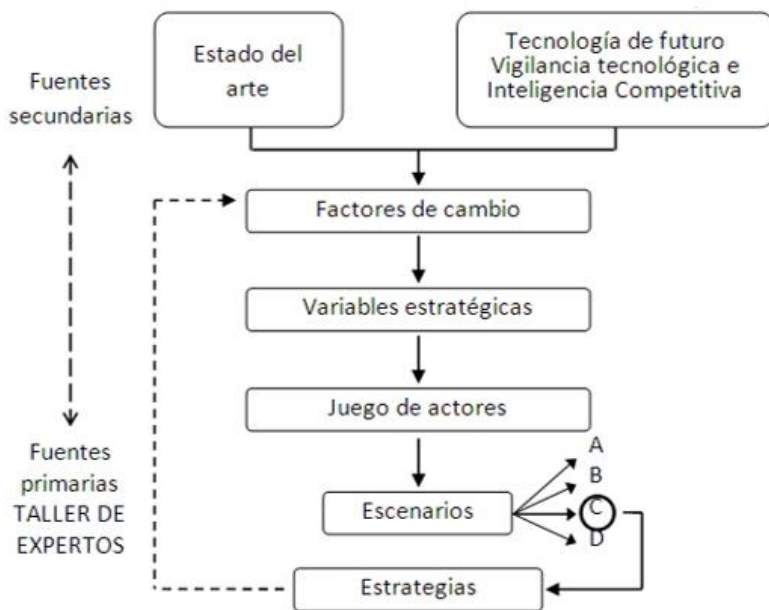 Fuentes
secundarias
Estado del
arte
Tecnología de futuro
Vigilancia tecnológica e
Inteligencia Competitiva
Factores de cambio
Variables estratégicas
Juego de actores
Fuentes
primarias
TALLER DE
EXPERTOS
Escenarios
A
B
C
D
Estrategias